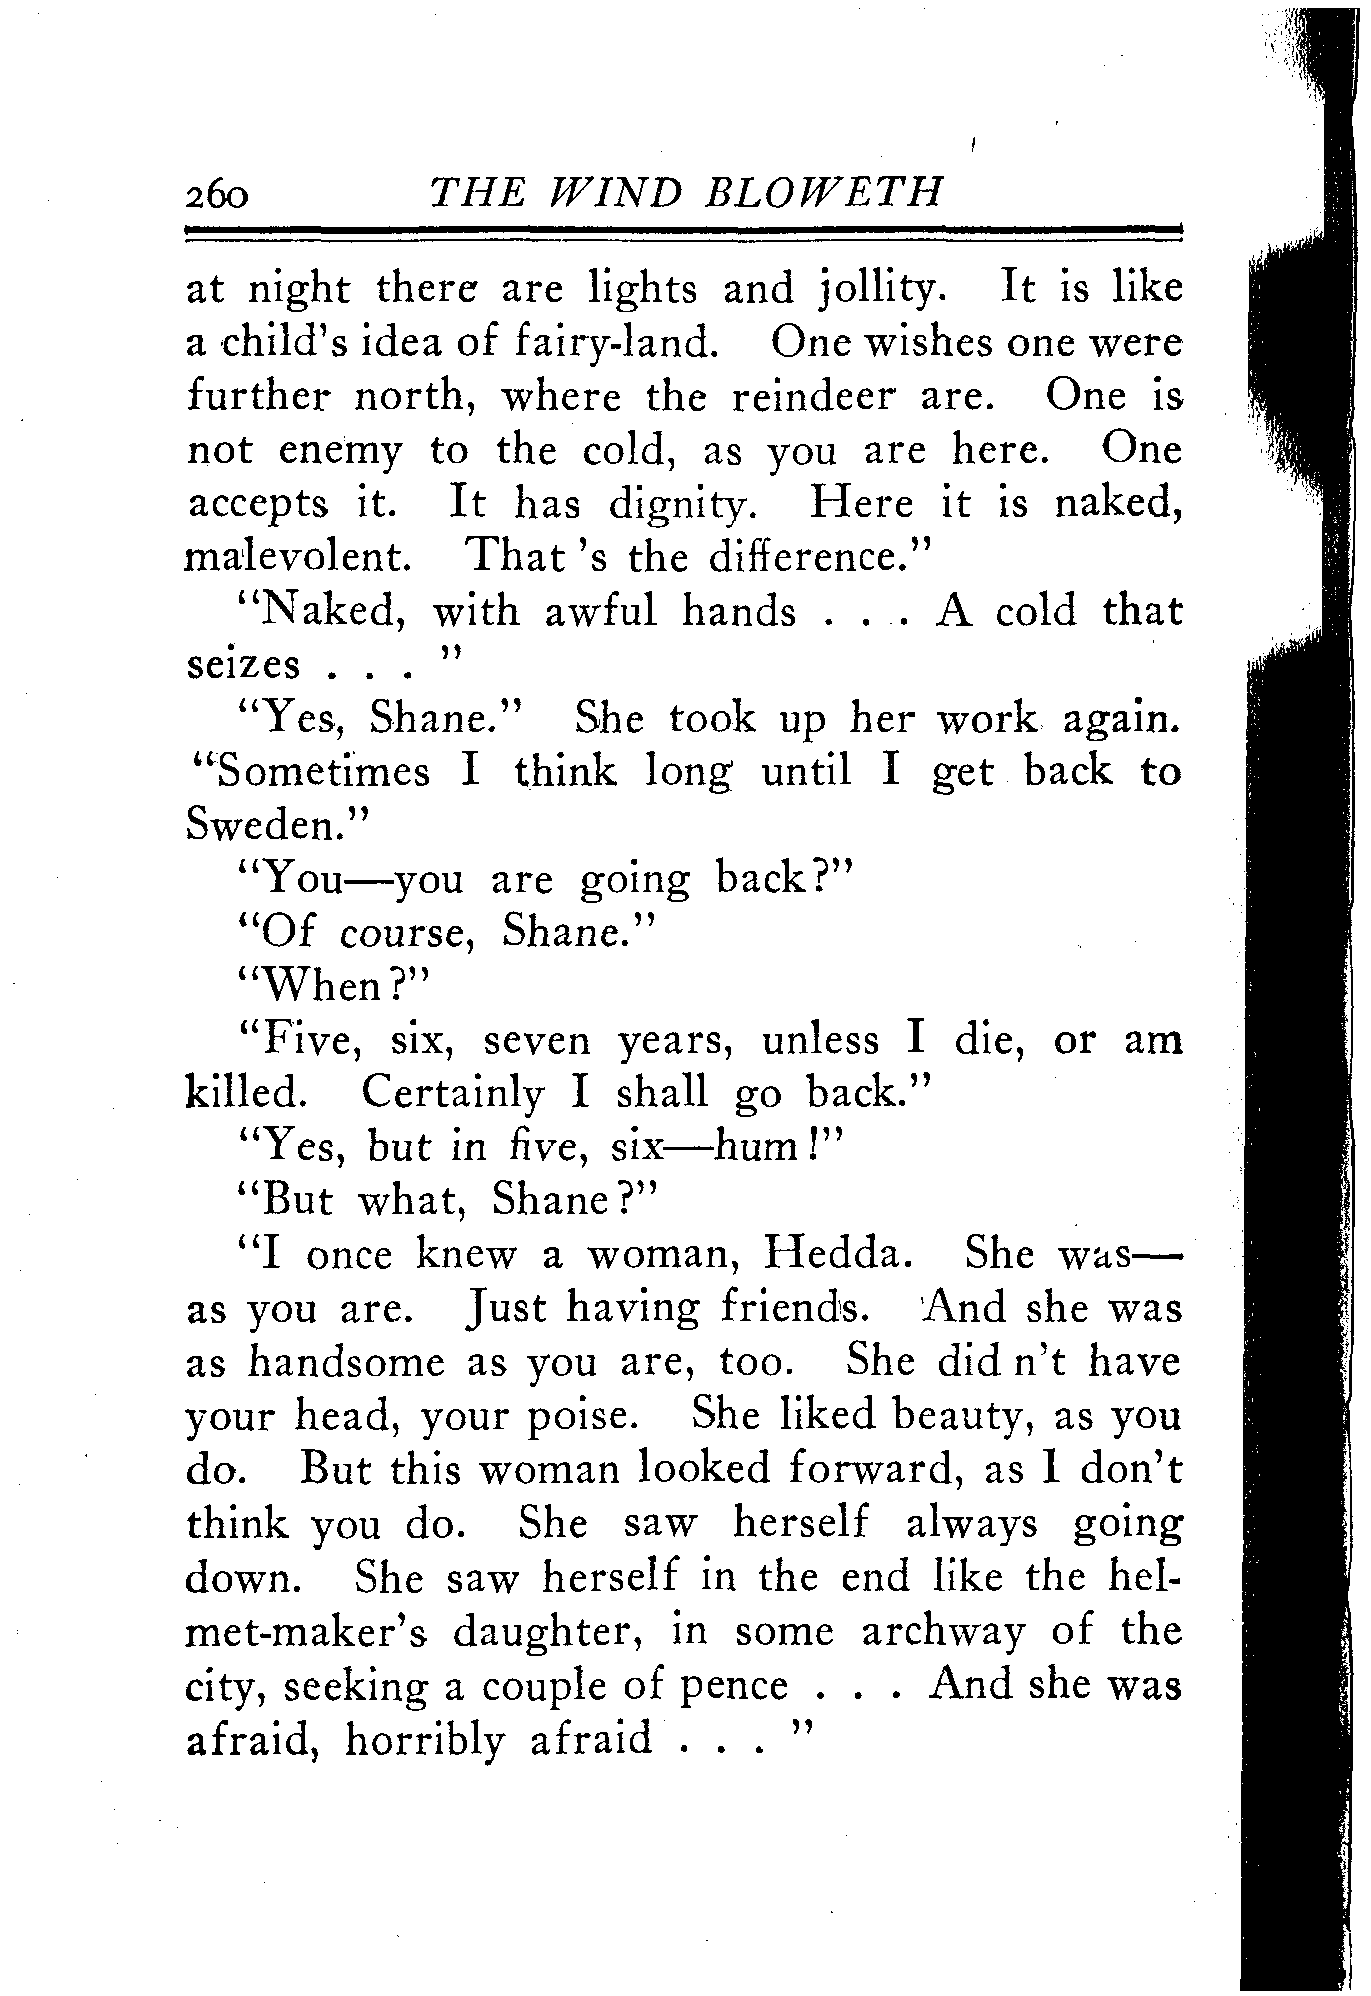 260 THE WIND BLOWETH
at night there are lights and jollity. It is like
a child's idea of fairy-land. One wishes one were
further north, where the reindeer are. One is
not enemy to the cold, as you are here. One
accepts it. It has dignity. Here it is naked,
malevolent. That 's the difference."
"Naked, with awful hands . . . A cold that
seizes . . . "
"Yes, Shane." She took up her work again.
"Sometimes I think long until I get back to
Sweden."
"You—you are going back?"
"Of course, Shane."
"When?"
"Five, six, seven years, unless I die, or am
killed. Certainly I shall go back."
"Yes, but in five, six—hum!"
"But what, Shane?"
"I once knew a woman, Hedda. She was—
as you are. Just having friends. And she was
as handsome as you are, too. She did n't have
your head, your poise. She liked beauty, as you
do. But this woman looked forward, as I don't
think you do. She saw herself always going
down. She saw herself in the end like the hel-
met-maker's daughter, in some archway of the
city, seeking a couple of pence . . . And she was
afraid, horribly afraid . . . "